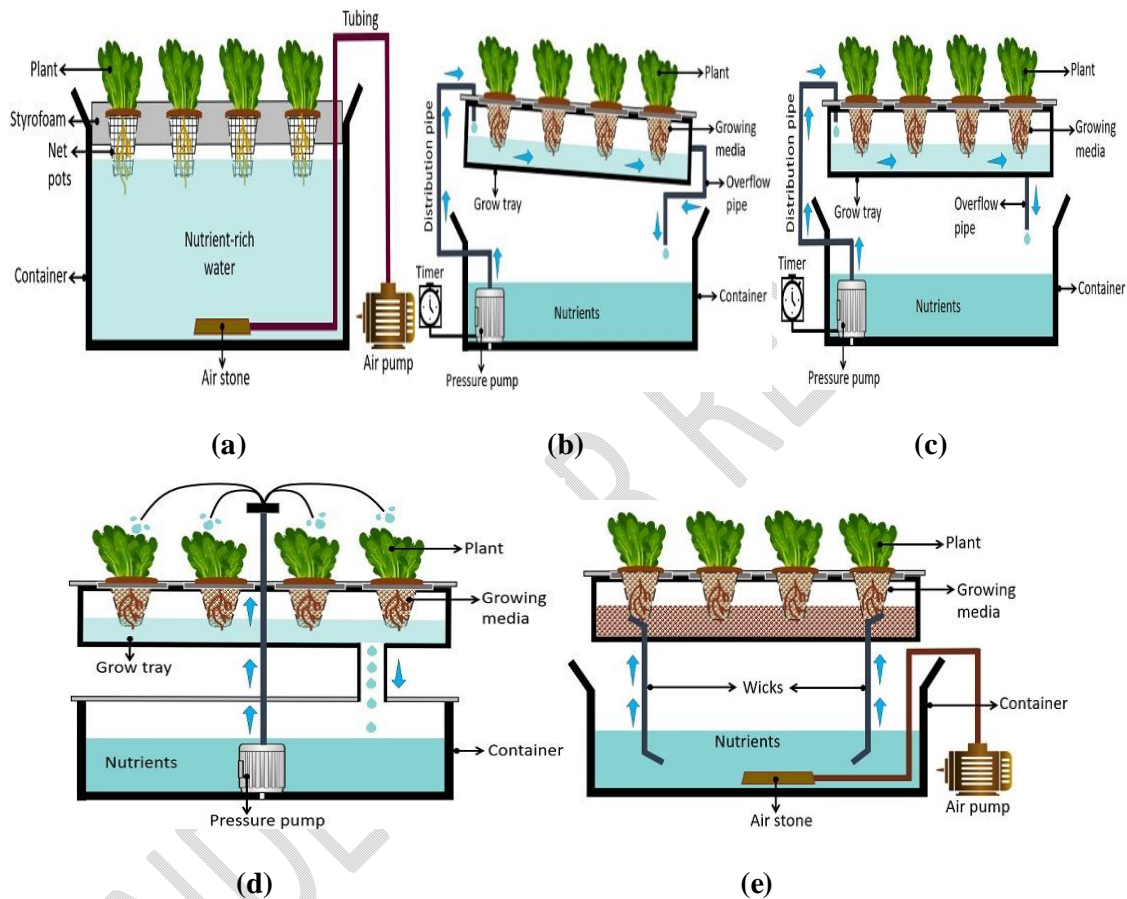 Tubing
Plant
Styrofoam
Net
pots
Nutrient-rich
water
Container
Air stone
Air pump
(a)
Distribution pipe
Plant
Growing
media
Overflow
pipe
Grow tray
Timer
Nutrients
Container
Pressure pump
(b)
Distribution pipe
Plant
Growing
media
Grow tray
Overflow
pipe
Timer
Nutrients
Container
Pressure pump
(c)
Plant
Growing
media
Grow tray
Nutrients
Container
Pressure pump
(d)
Plant
Growing
media
Wicks
Container
Nutrients
Air stone
Air pump
(e)